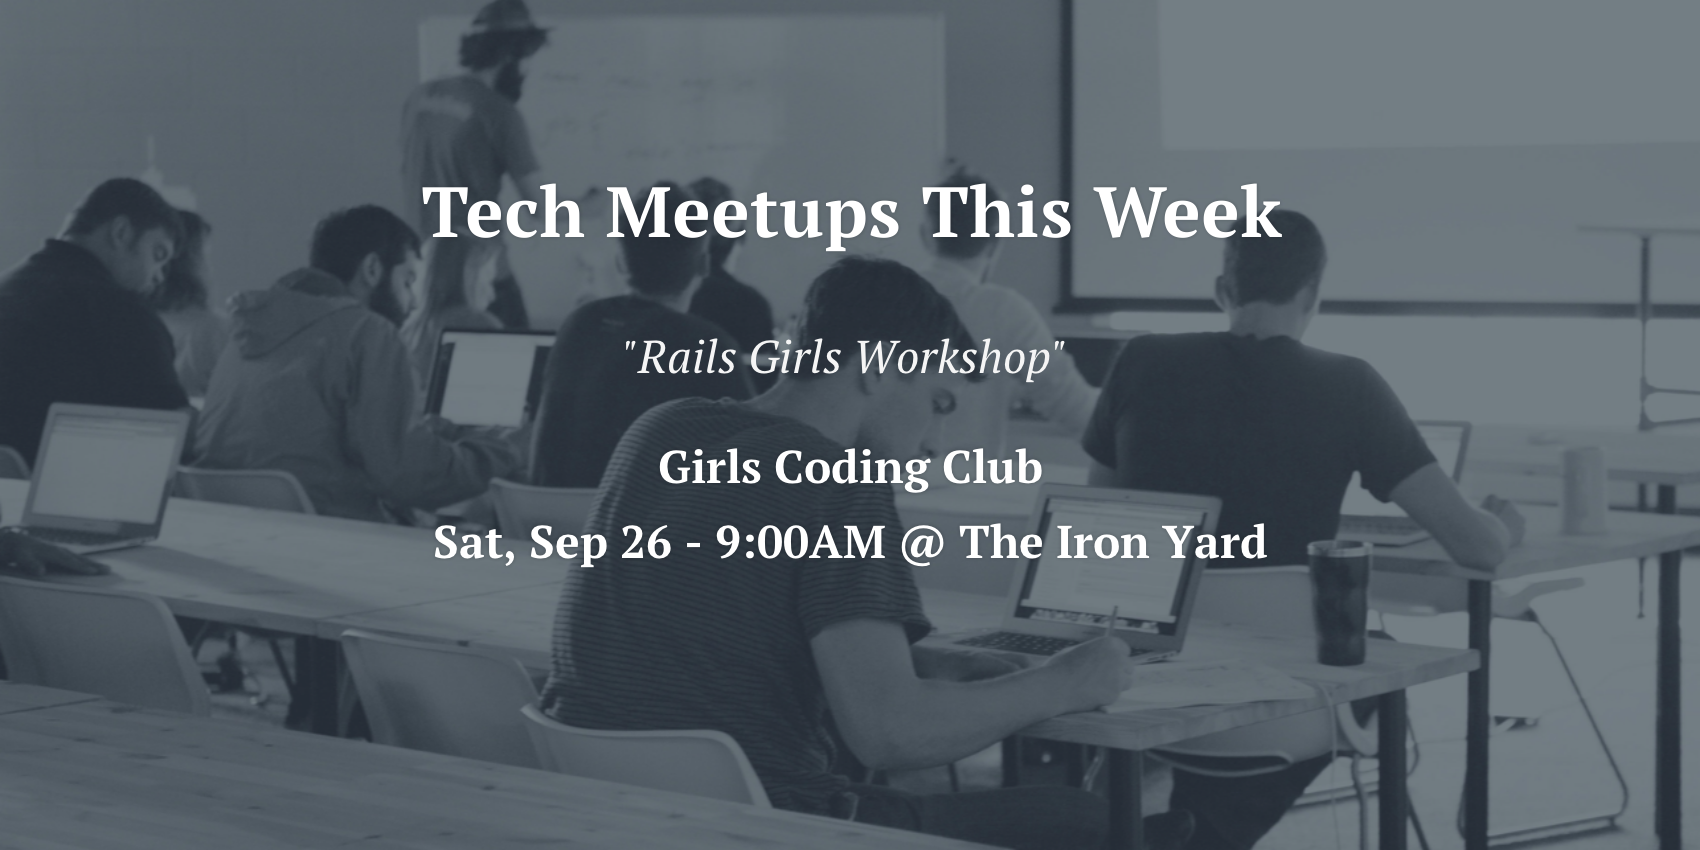 Tech Meetups This Week
"Rails Girls Workshop"
Girls Coding Club
Sat, Sep 26 - 9:00AM @ The Iron Yard